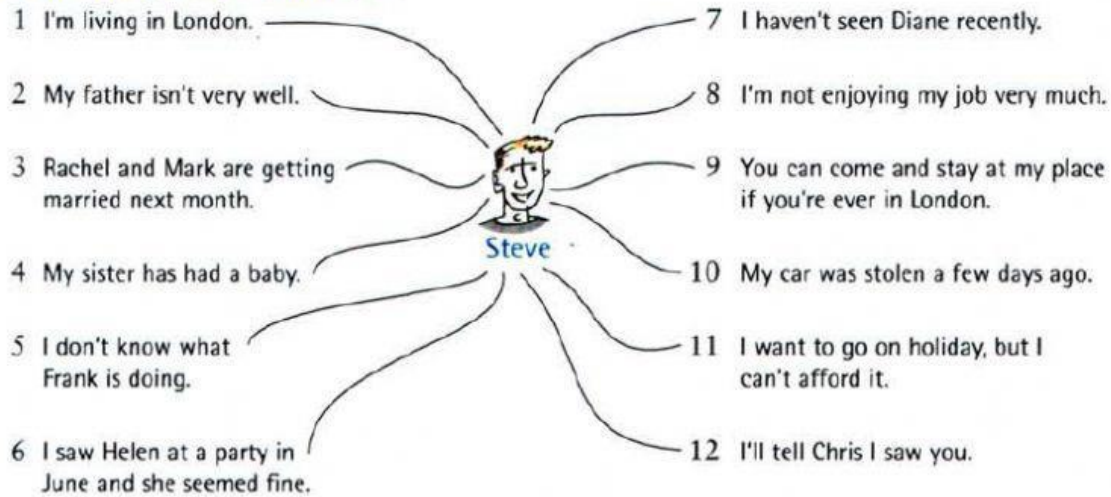 1 I'm living in London.
2 My father isn't very well.
3 Rachel and Mark are getting
married next month.
4 My sister has had a baby.
5 I don't know what
Frank is doing.
6 I saw Helen at a party in
June and she seemed fine.
Steve
7 I haven't seen Diane recently.
8 I'm not enjoying my job very much.
9 You can come and stay at my place
if you're ever in London.
10 My car was stolen a few days ago.
11 I want to go on holiday, but I
can't afford it.
12 I'll tell Chris I saw you.